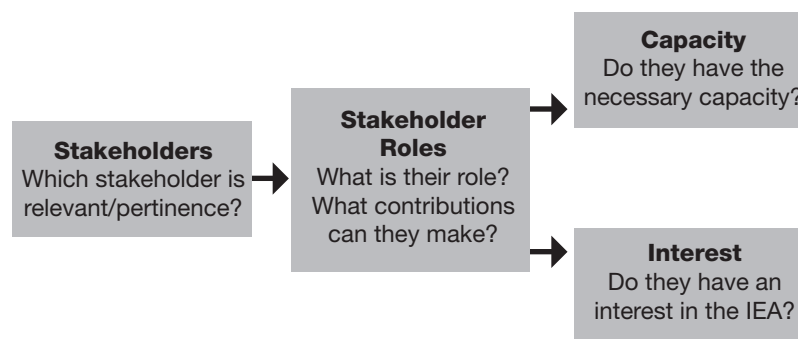 Stakeholders
Which stakeholder is
relevant/pertinence?
Stakeholder
Roles
What is their role?
What contributions
can they make?
Capacity
Do they have the
necessary capacity?
Interest
Do they have an
interest in the IEA?